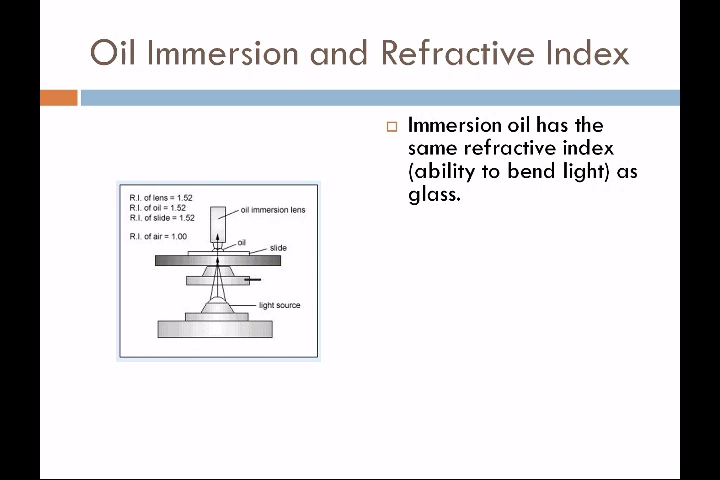 Oil Immersion and Refractive Index
Immersion oil has the
same refractive index
(ability to bend light) as
glass.
R.I. of lens = 1.52
R.I. of oil = 1.52
R.I. of slide = 1.52
R.I. of air = 1.00
oil immersion lens
oil
slide
light source